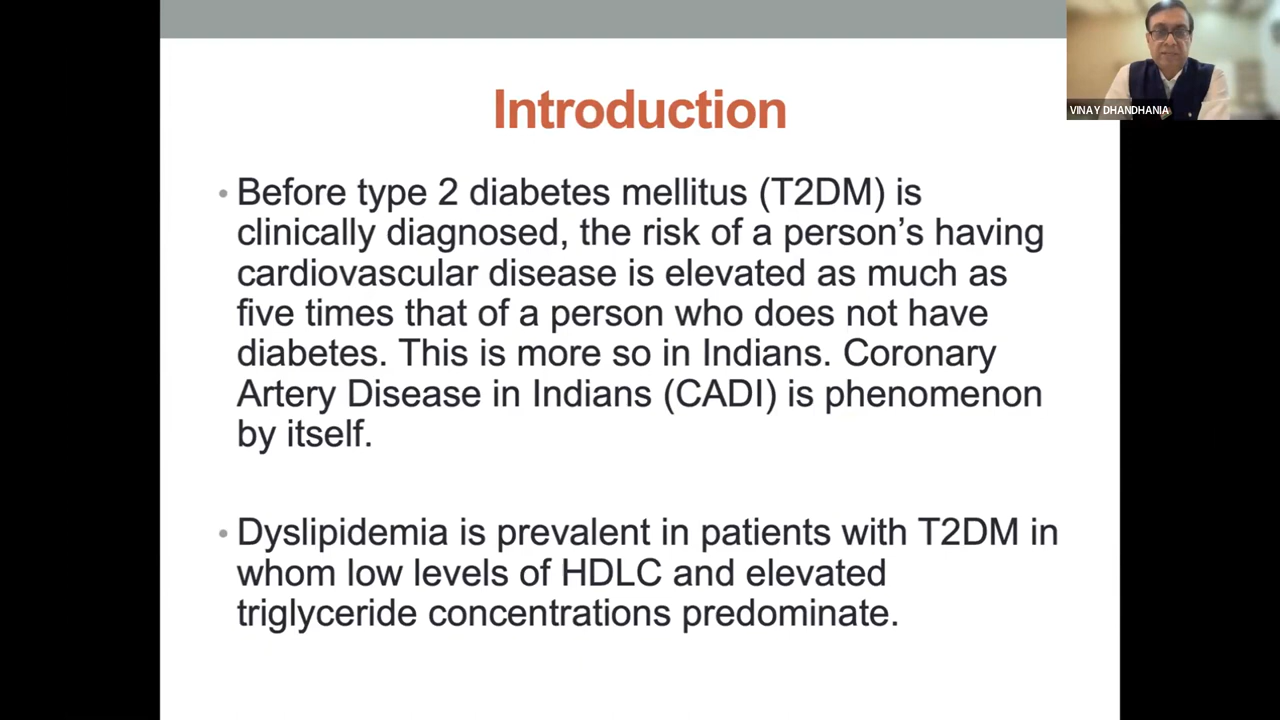 Introduction
VINAY DHANDHANIA
• Before type 2 diabetes mellitus (T2DM) is
clinically diagnosed, the risk of a person’s having
cardiovascular disease is elevated as much as
five times that of a person who does not have
diabetes. This is more so in Indians. Coronary
Artery Disease in Indians (CADI) is phenomenon
by itself.
• Dyslipidemia is prevalent in patients with T2DM in
whom low levels of HDLC and elevated
triglyceride concentrations predominate.